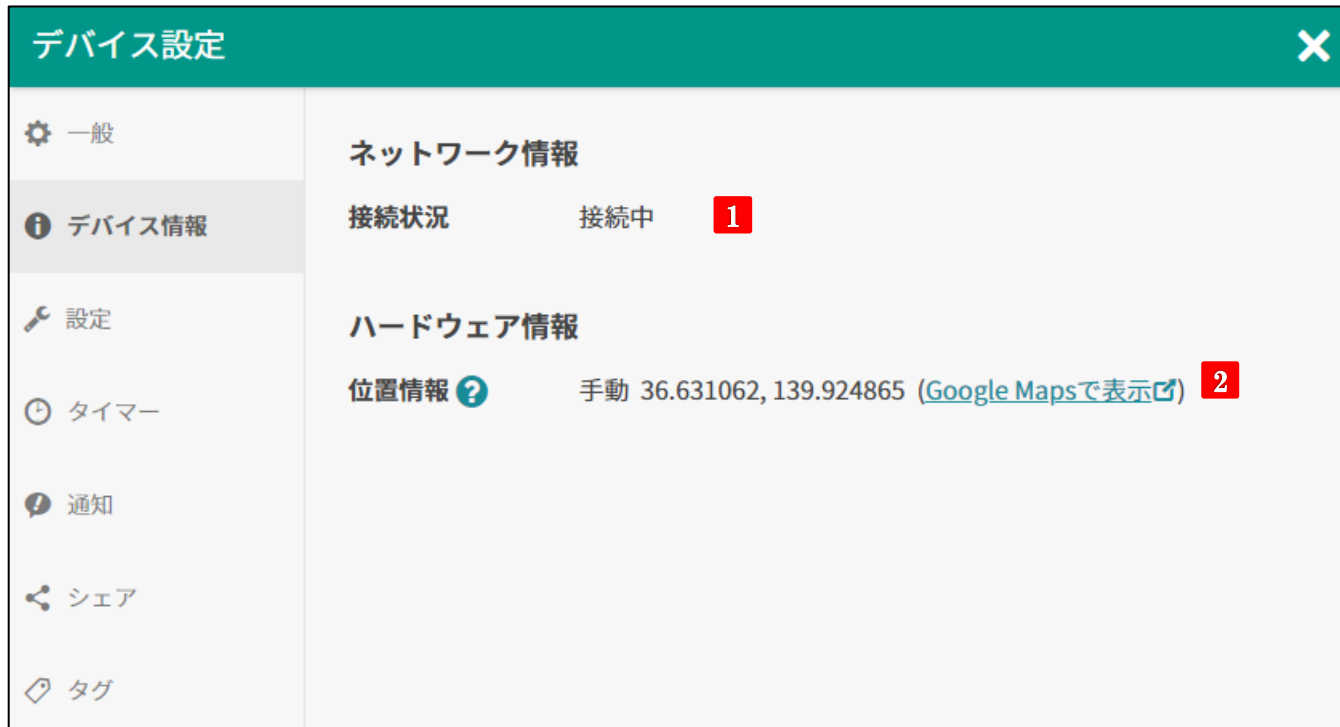 デバイス設定
一般
デバイス情報
設定
タイマー
通知
シェア
タグ
ネットワーク情報
接続状況 接続中 1
ハードウェア情報
位置情報 ? 手動 36.631062, 139.924865 (Google Mapsで表示) 2